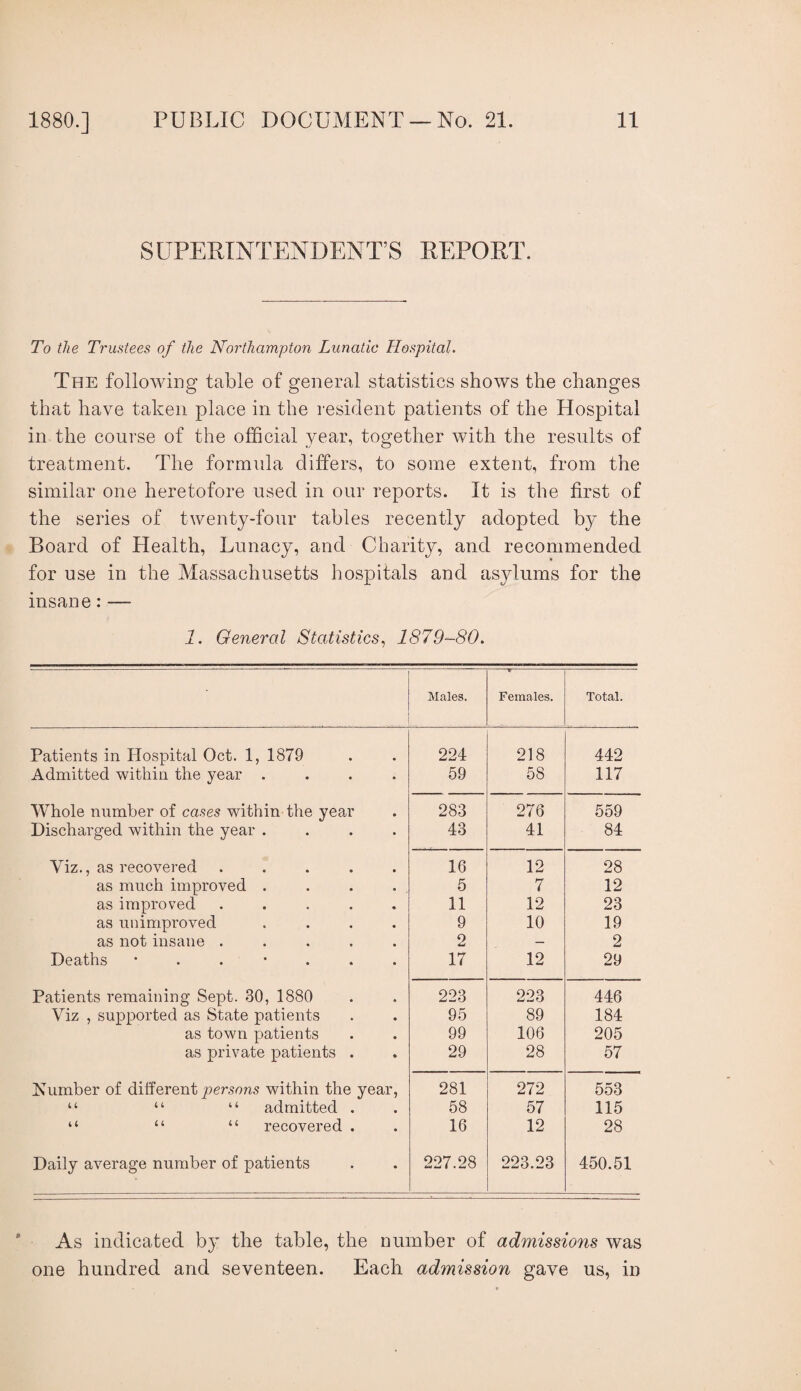 1880.] PUBLIC DOCUMENT — No. 21. 11
SUPERINTENDENT'S REPORT.
To the Trustees of the Northampton Lunatic Hospital.
THE following table of general statistics shows the changes
that have taken place in the resident patients of the Hospital
in the course of the official year, together with the results of
treatment. The formula differs, to some extent, from the
similar one heretofore used in our reports. It is the first of
the series of twenty-four tables recently adopted by the
Board of Health, Lunacy, and Charity, and recommended
for use in the Massachusetts hospitals and asylums for the
insane: —
1. General Statistics, 1879-80.
Males. Females. Total.
Patients in Hospital Oct. 1, 1879 . . 224 218 442
Admitted within the year . . . . 59 58 117
Whole number of cases within the year . 283 276 559
Discharged within the year . . . . 43 41 84
Viz., as recovered . . . . . 16 12 28
as much improved . . . . 5 7 12
as improved . . . . . 11 12 23
as unimproved . . . . 9 10 19
as not insane . . . . . 2 – 2
Deaths . . . . . . . 17 12 29
Patients remaining Sept. 30, 1880 . . 223 223 446
Viz , supported as State patients . . 95 89 184
as town patients . . 99 106 205
as private patients . . 29 28 57
Number of different persons within the year, 281 272 553
“ “ “ admitted . . 58 57 115
“ “ “ recovered . . 16 12 28
Daily average number of patients . . 227.28 223.23 450.51
As indicated by the table, the number of admissions was
one hundred and seventeen. Each admission gave us, in